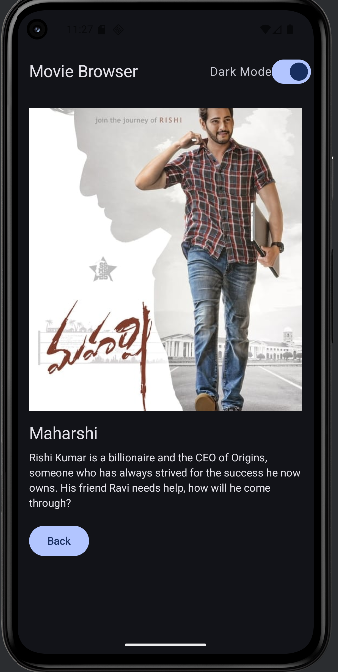 11:27
Movie Browser
Dark Mode
Join the journey of RISHI
మహర్షి
Maharshi
Rishi Kumar is a billionaire and the CEO of Origins,
someone who has always strived for the success he now
owns. His friend Ravi needs help, how will he come
through?
Back